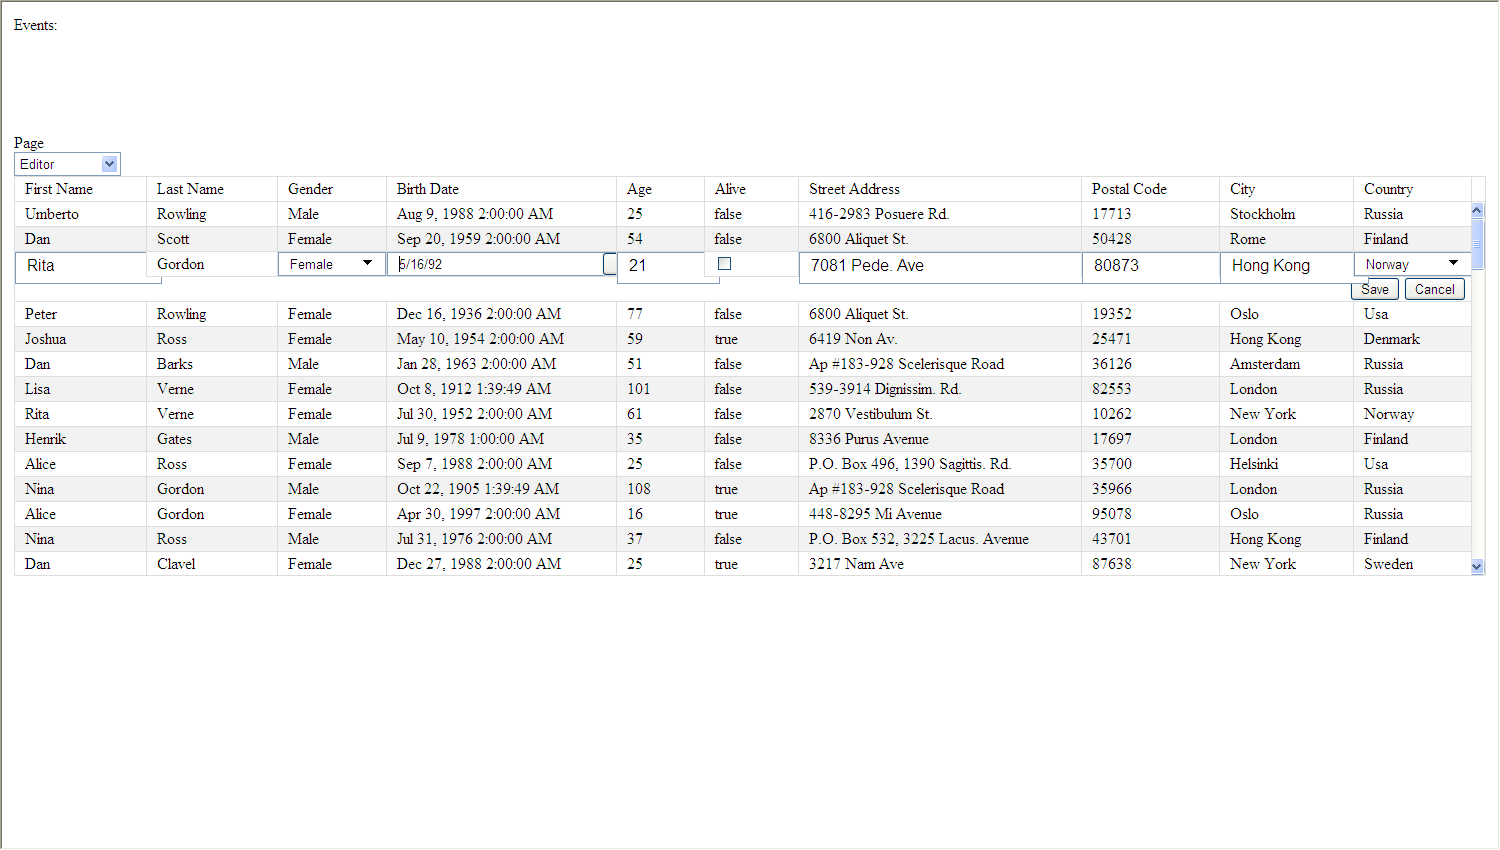 Events:
Page
Editor
First Name Last Name Gender Birth Date Age Alive Street Address Postal Code City Country
Umberto Rowling Male Aug 9, 1988 2:00:00 AM 25 false 416-2983 Posuere Rd. 17713 Stockholm Russia
Dan Scott Female Sep 20, 1959 2:00:00 AM 54 false 6800 Aliquet St. 50428 Rome Finland
Rita Gordon Female 5/16/92 21 7081 Pede. Ave 80873 Hong Kong Norway
Save Cancel
Peter Rowling Female Dec 16, 1936 2:00:00 AM 77 false 6800 Aliquet St. 19352 Oslo Usa
Joshua Ross Female May 10, 1954 2:00:00 AM 59 true 6419 Non Av. 25471 Hong Kong Denmark
Dan Barks Male Jan 28, 1963 2:00:00 AM 51 false Ap #183-928 Scelerisque Road 36126 Amsterdam Russia
Lisa Verne Female Oct 8, 1912 1:39:49 AM 101 false 539-3914 Dignissim. Rd. 82553 London Russia
Rita Verne Female Jul 30, 1952 2:00:00 AM 61 false 2870 Vestibulum St. 10262 New York Norway
Henrik Gates Male Jul 9, 1978 1:00:00 AM 35 false 8336 Purus Avenue 17697 London Finland
Alice Ross Female Sep 7, 1988 2:00:00 AM 25 false P.O. Box 496, 1390 Sagittis. Rd. 35700 Helsinki Usa
Nina Gordon Male Oct 22, 1905 1:39:49 AM 108 true Ap #183-928 Scelerisque Road 35966 London Russia
Alice Gordon Female Apr 30, 1997 2:00:00 AM 16 true 448-8295 Mi Avenue 95078 Oslo Russia
Nina Ross Male Jul 31, 1976 2:00:00 AM 37 false P.O. Box 532, 3225 Lacus. Avenue 43701 Hong Kong Finland
Dan Clavel Female Dec 27, 1988 2:00:00 AM 25 true 3217 Nam Ave 87638 New York Sweden